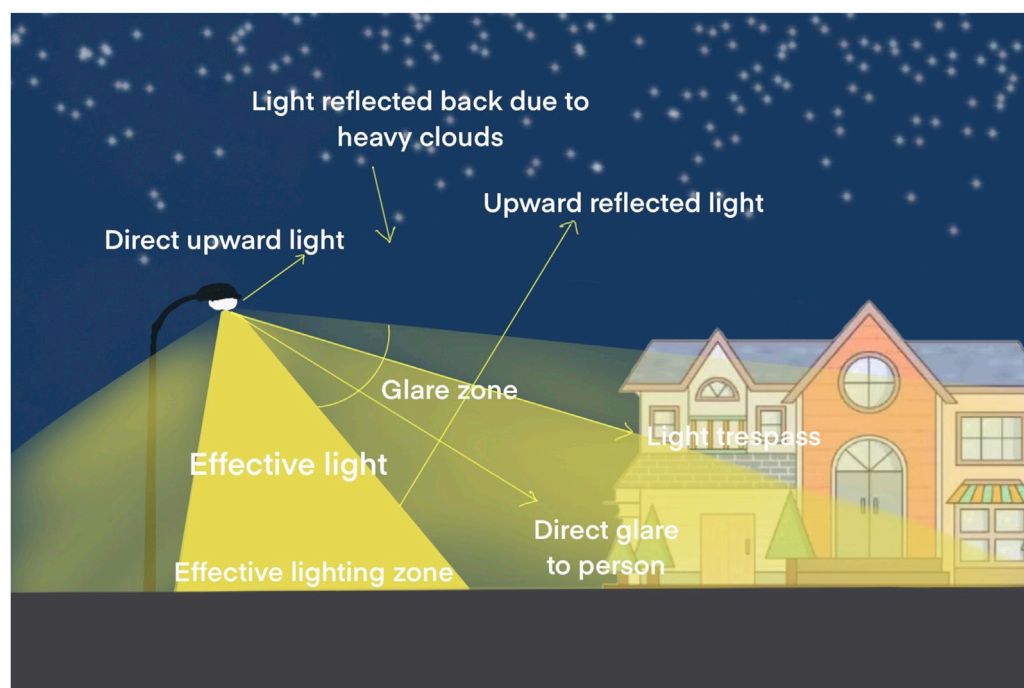 Light reflected back due to
heavy clouds
Upward reflected light
Direct upward light
Glare zone
Light trespass
Effective light
Direct glare
to person
Effective lighting zone